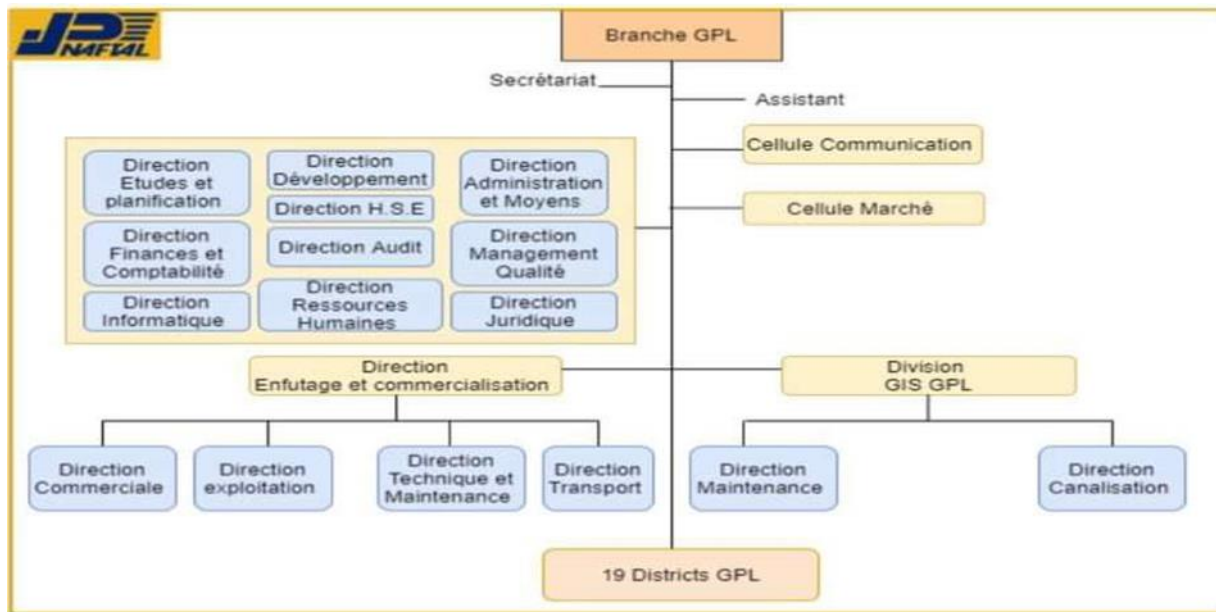 NAFTAL
Branche GPL
Secrétariat
Assistant
Cellule Communication
Cellule Marché
Direction
Etudes et
planification
Direction
Développement
Direction
Administration
et Moyens
Direction H.S.E
Direction
Finances et
Comptabilité
Direction Audit
Direction
Management
Qualité
Direction
Informatique
Direction
Ressources
Humaines
Direction
Juridique
Direction
Enfutage et commercialisation
Division
GIS GPL
Direction
Commerciale
Direction
exploitation
Direction
Technique et
Maintenance
Direction
Transport
Direction
Maintenance
Direction
Canalisation
19 Districts GPL